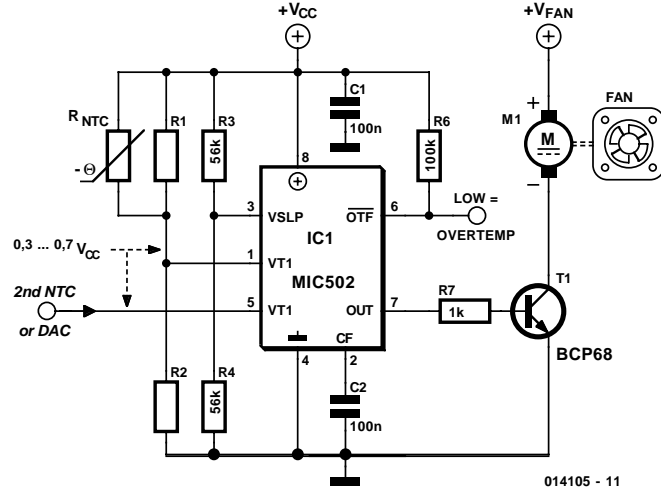 +VCC
+VFAN
C1
100n
RNTC
R1
R3
56k
R6
100k
M1
M
FAN
-Θ
8
3
VSLP
OTF
6
LOW =
OVERTEMP
IC1
0,3 ... 0,7 VCC
1
VT1
MIC502
2nd NTC
or DAC
5
VT1
OUT
7
R7
1k
T1
BCP68
CF
4
2
R2
R4
56k
C2
100n
014105 - 11